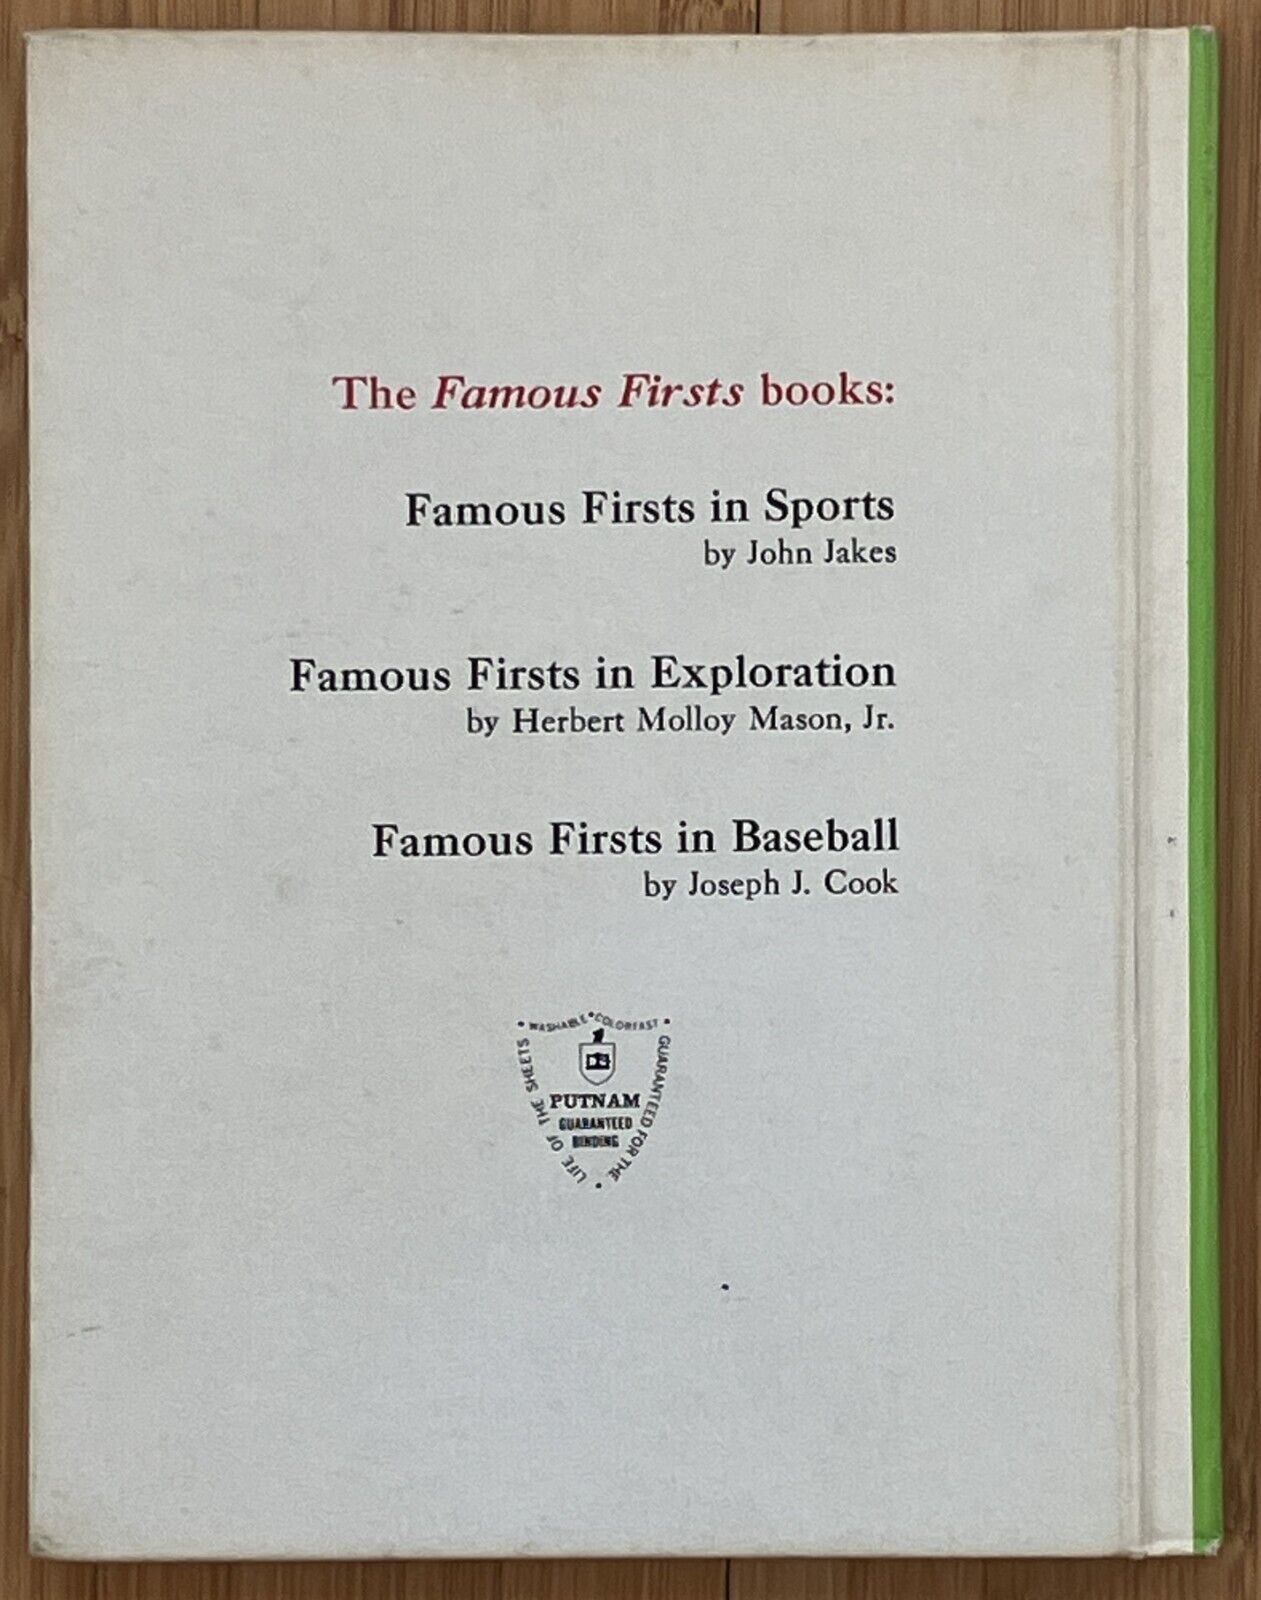 The Famous Firsts books:
Famous Firsts in Sports
by John Jakes
Famous Firsts in Exploration
by Herbert Molloy Mason, Jr.
Famous Firsts in Baseball
by Joseph J. Cook
• WASHABLE • COLORFAST • GUARANTEED FOR THE • LIFE OF THE SHEETS
PUTNAM
GUARANTEED
BINDING